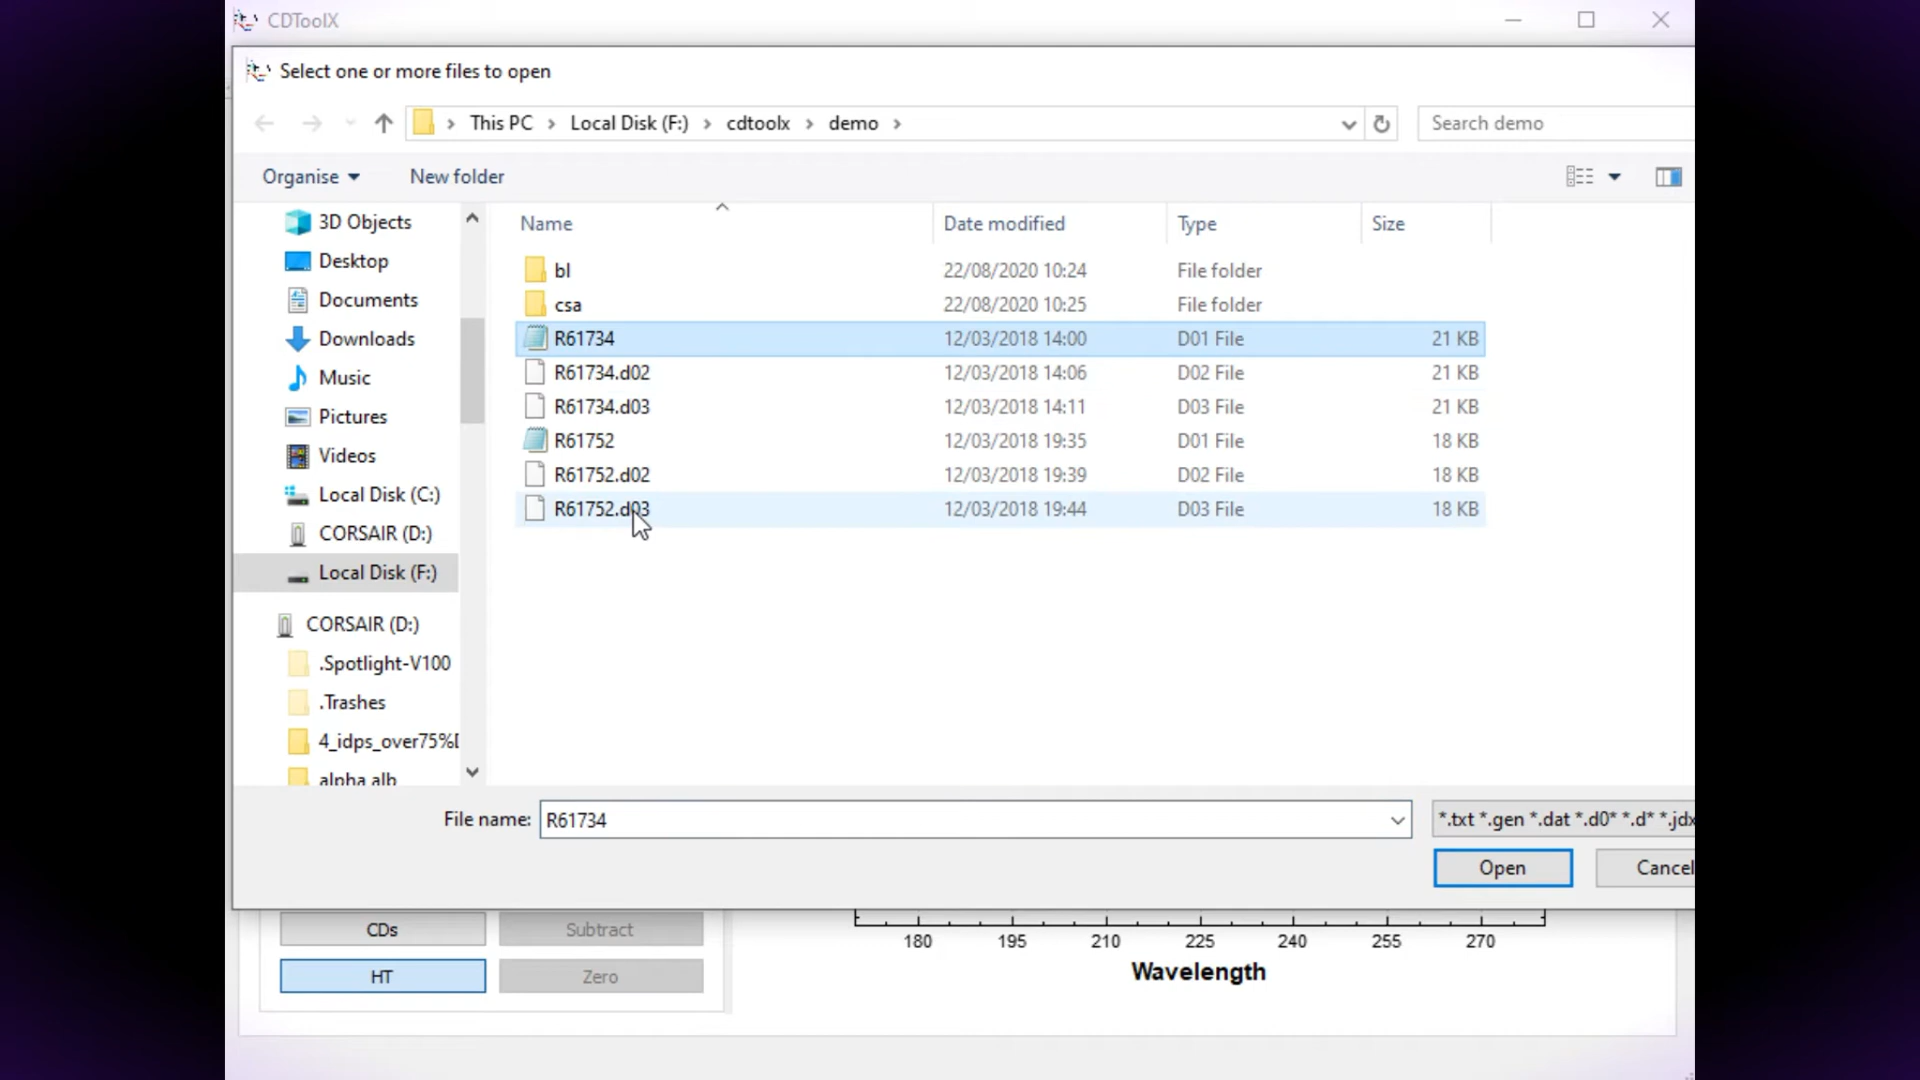 CDToolX
Select one or more files to open
This PC
Local Disk (F:)
cdtoolx
demo
Search demo
Organise
New folder
Name
Date modified
Type
Size
3D Objects
Desktop
Documents
Downloads
Music
Pictures
Videos
Local Disk (C:)
CORSAIR (D:)
Local Disk (F:)
CORSAIR (D:)
.Spotlight-V100
.Trashes
4_idps_over75%
alpha alb
bl 22/08/2020 10:24 File folder
csa 22/08/2020 10:25 File folder
R61734 12/03/2018 14:00 D01 File 21 KB
R61734.d02 12/03/2018 14:06 D02 File 21 KB
R61734.d03 12/03/2018 14:11 D03 File 21 KB
R61752 12/03/2018 19:35 D01 File 18 KB
R61752.d02 12/03/2018 19:39 D02 File 18 KB
R61752.d03 12/03/2018 19:44 D03 File 18 KB
File name: R61734
*.txt *.gen *.dat *.d0* *.d* *.jdx
Open
Cancel
CDs
Subtract
HT
Zero
180 195 210 225 240 255 270
Wavelength